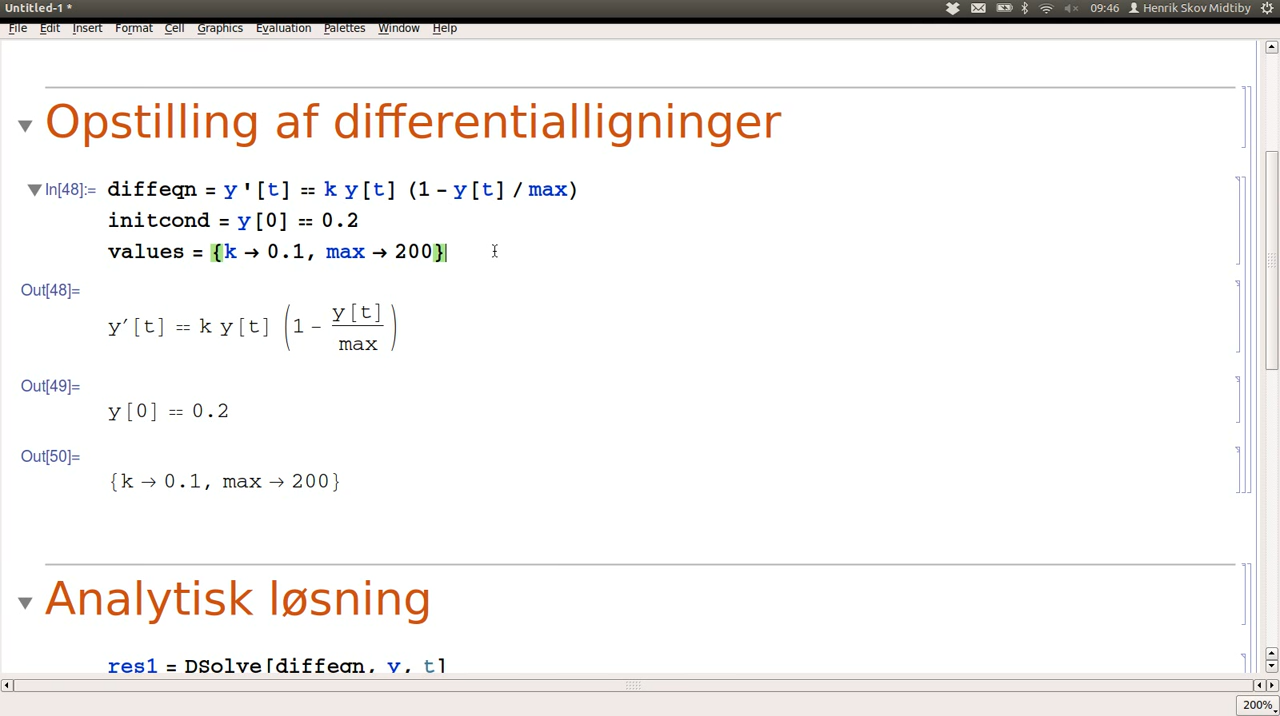 Untitled-1 *
09:46 Henrik Skov Midtiby
File Edit Insert Format Cell Graphics Evaluation Palettes Window Help
Opstilling af differentialligninger
In[48]:= diffeqn = y'[t] == k y[t] (1 - y[t] / max)
initcond = y[0] == 0.2
values = {k → 0.1, max → 200}
Out[48]=
y′[t] == k y[t] (1 - y[t]/max)
Out[49]=
y[0] == 0.2
Out[50]=
{k → 0.1, max → 200}
Analytisk løsning
res1 = DSolve[diffeqn, y, t]
200%